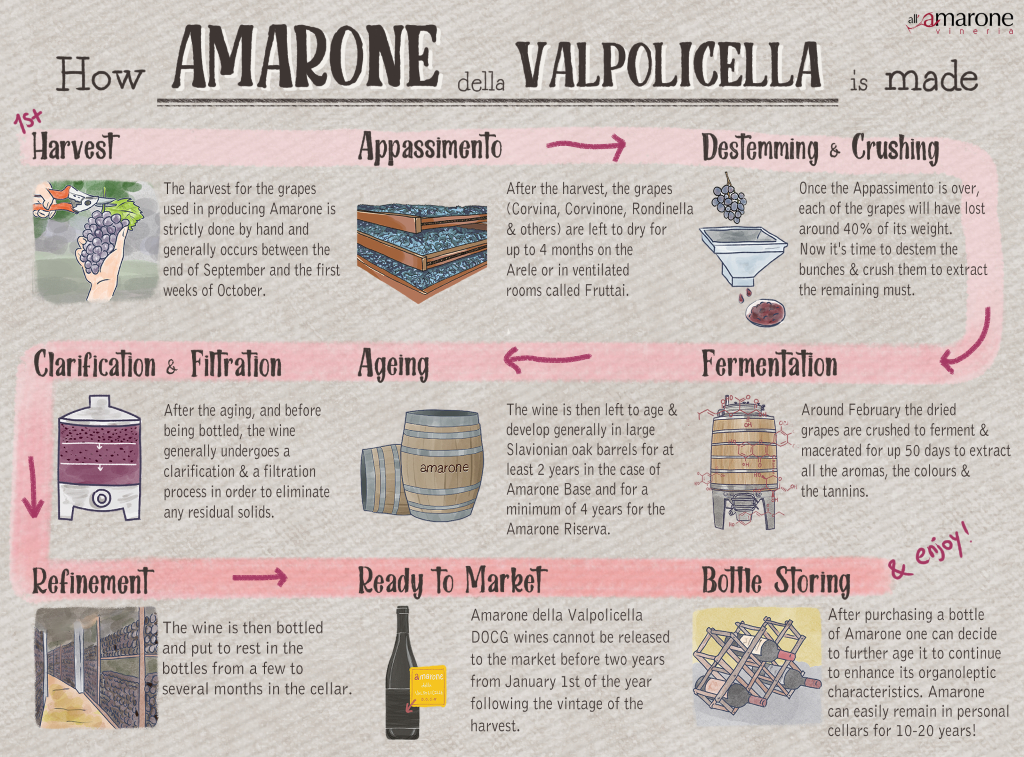 all'amarone
vineria
How AMARONE della VALPOLICELLA is made
1st
Harvest
The harvest for the grapes
used in producing Amarone is
strictly done by hand and
generally occurs between the
end of September and the first
weeks of October.
Appassimento
After the harvest, the grapes
(Corvina, Corvinone, Rondinella
& others) are left to dry for
up to 4 months on the
Arele or in ventilated
rooms called Fruttai.
Destemming & Crushing
Once the Appassimento is over,
each of the grapes will have lost
around 40% of its weight.
Now it's time to destem the
bunches & crush them to extract
the remaining must.
Fermentation
Around February the dried
grapes are crushed to ferment &
macerated for up 50 days to extract
all the aromas, the colours &
the tannins.
Ageing
amarone
The wine is then left to age &
develop generally in large
Slavionian oak barrels for at
least 2 years in the case of
Amarone Base and for a
minimum of 4 years for the
Amarone Riserva.
Clarification & Filtration
After the aging, and before
being bottled, the wine
generally undergoes a
clarification & a filtration
process in order to eliminate
any residual solids.
Refinement
The wine is then bottled
and put to rest in the
bottles from a few to
several months in the cellar.
Ready to Market
amarone
Amarone della Valpolicella
DOCG wines cannot be released
to the market before two years
from January 1st of the year
following the vintage of the
harvest.
Bottle Storing
& enjoy!
After purchasing a bottle
of Amarone one can decide
to further age it to continue
to enhance its organoleptic
characteristics. Amarone
can easily remain in personal
cellars for 10-20 years!